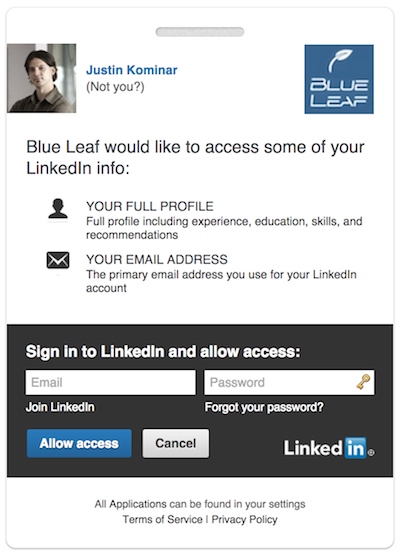 Justin Kominar
(Not you?)
BLUE
LEAF
Blue Leaf would like to access some of your
LinkedIn info:
YOUR FULL PROFILE
Full profile including experience, education, skills, and
recommendations
YOUR EMAIL ADDRESS
The primary email address you use for your LinkedIn
account
Sign in to LinkedIn and allow access:
Email
Password
Join LinkedIn
Forgot your password?
Allow access
Cancel
Linked in ®
All Applications can be found in your settings
Terms of Service | Privacy Policy